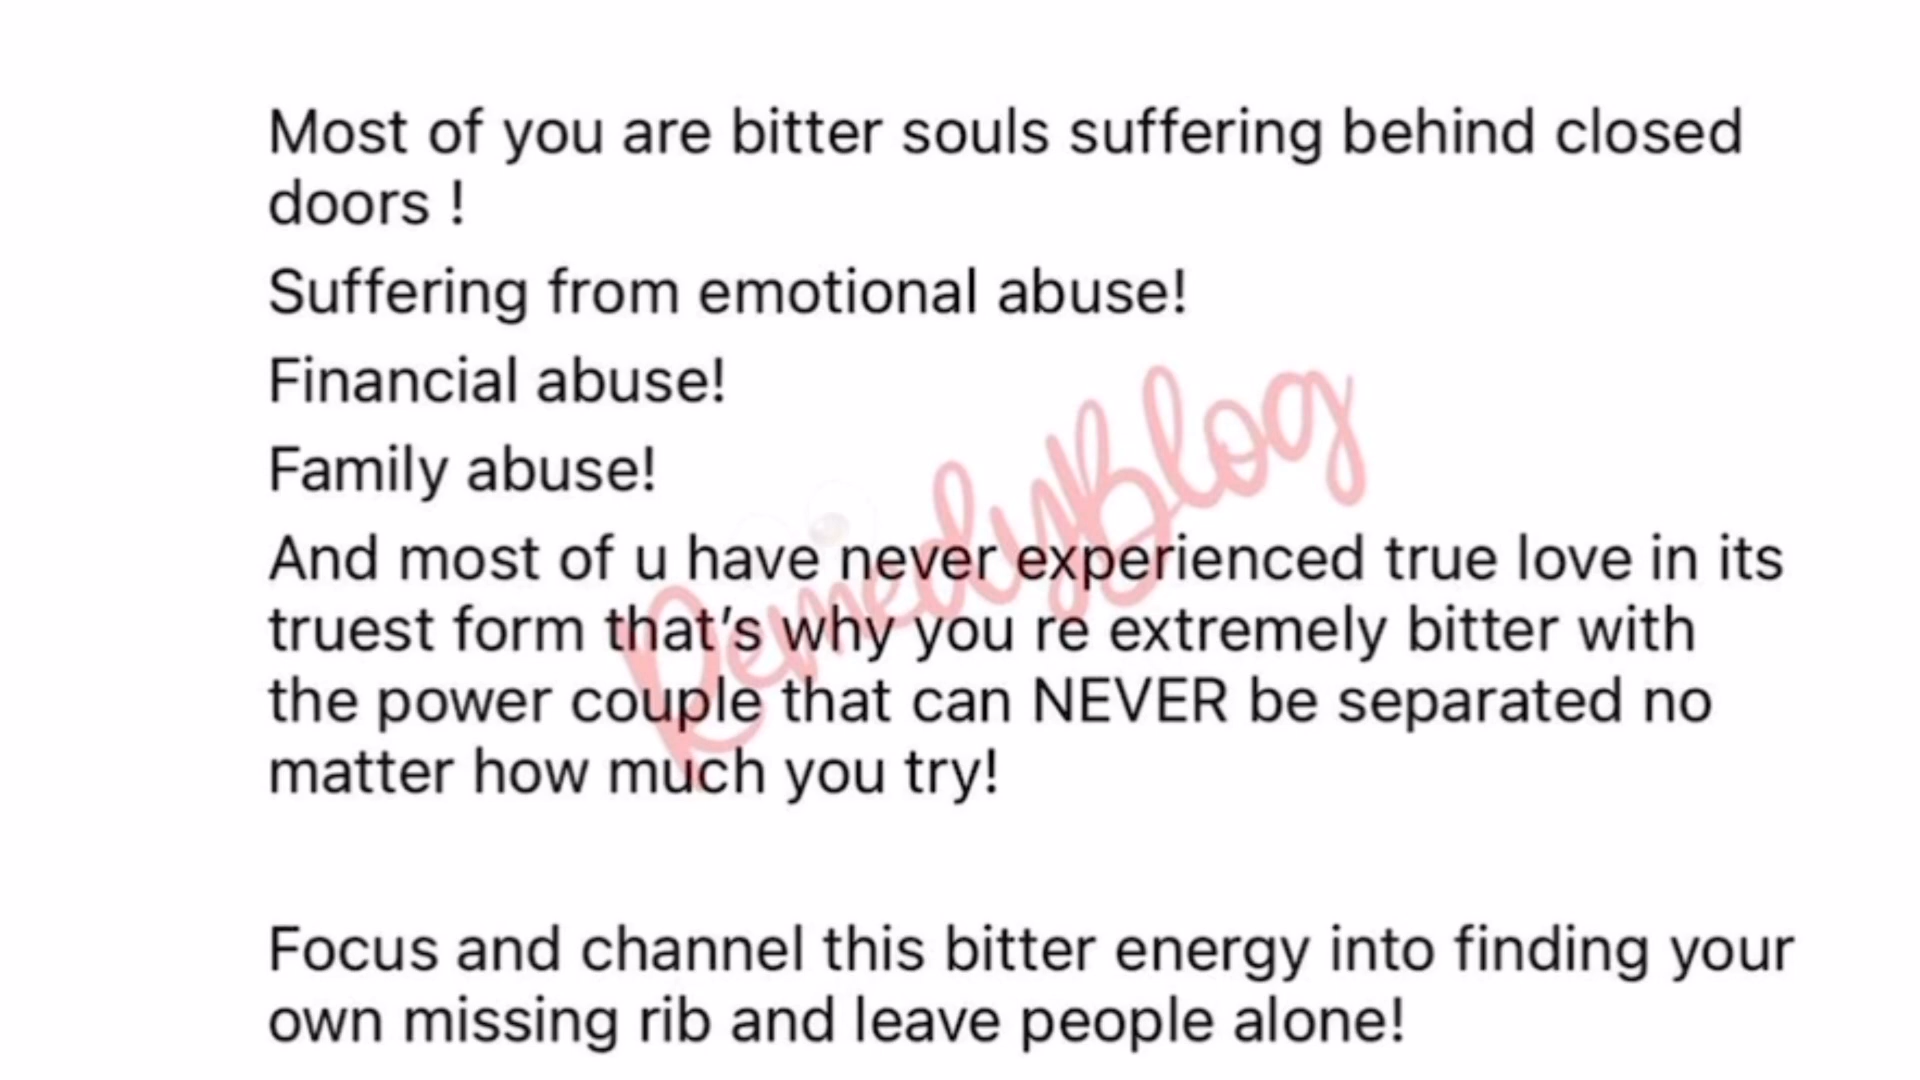 Most of you are bitter souls suffering behind closed
doors !
Suffering from emotional abuse!
Financial abuse!
Family abuse!
And most of u have never experienced true love in its
truest form that's why you re extremely bitter with
the power couple that can NEVER be separated no
matter how much you try!
Focus and channel this bitter energy into finding your
own missing rib and leave people alone!
RemedyBlog